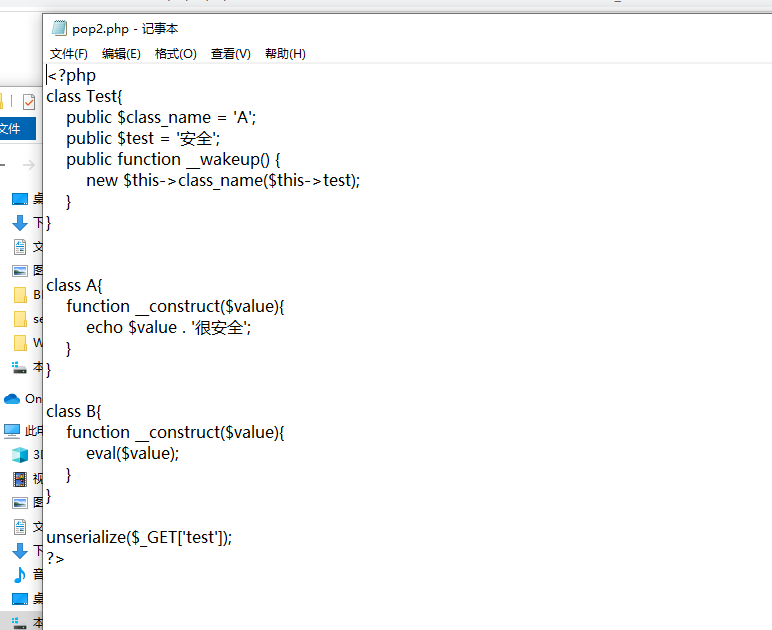 pop2.php - 记事本
文件(F) 编辑(E) 格式(O) 查看(V) 帮助(H)
<?php
class Test{
    public $class_name = 'A';
    public $test = '安全';
    public function __wakeup() {
        new $this->class_name($this->test);
    }
}
class A{
    function __construct($value){
        echo $value . '很安全';
    }
}
class B{
    function __construct($value){
        eval($value);
    }
}
unserialize($_GET['test']);
?>
文件
桌
下
文
图
B
se
W
本
On
此电
3D
视
图
文
下
音
桌
本